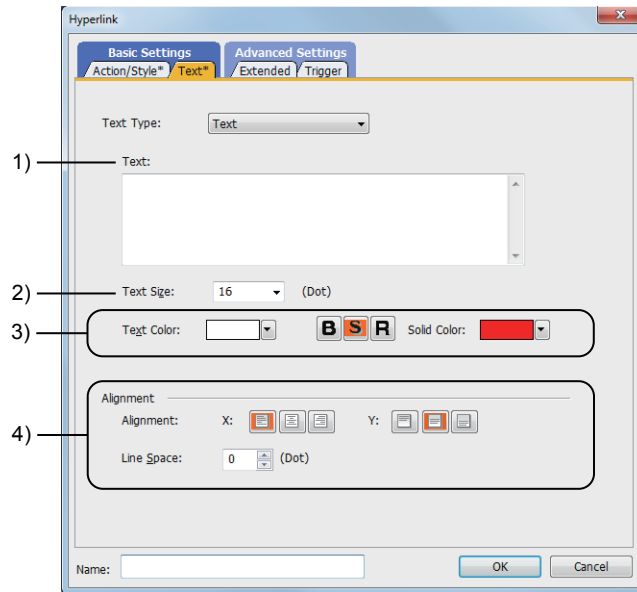 Hyperlink
Basic Settings Advanced Settings
Action/Style* Text* Extended Trigger
Text Type: Text
1) Text:
2) Text Size: 16 (Dot)
3) Text Color: B S R Solid Color:
Alignment
4) Alignment: X: Y:
Line Space: 0 (Dot)
Name: OK Cancel